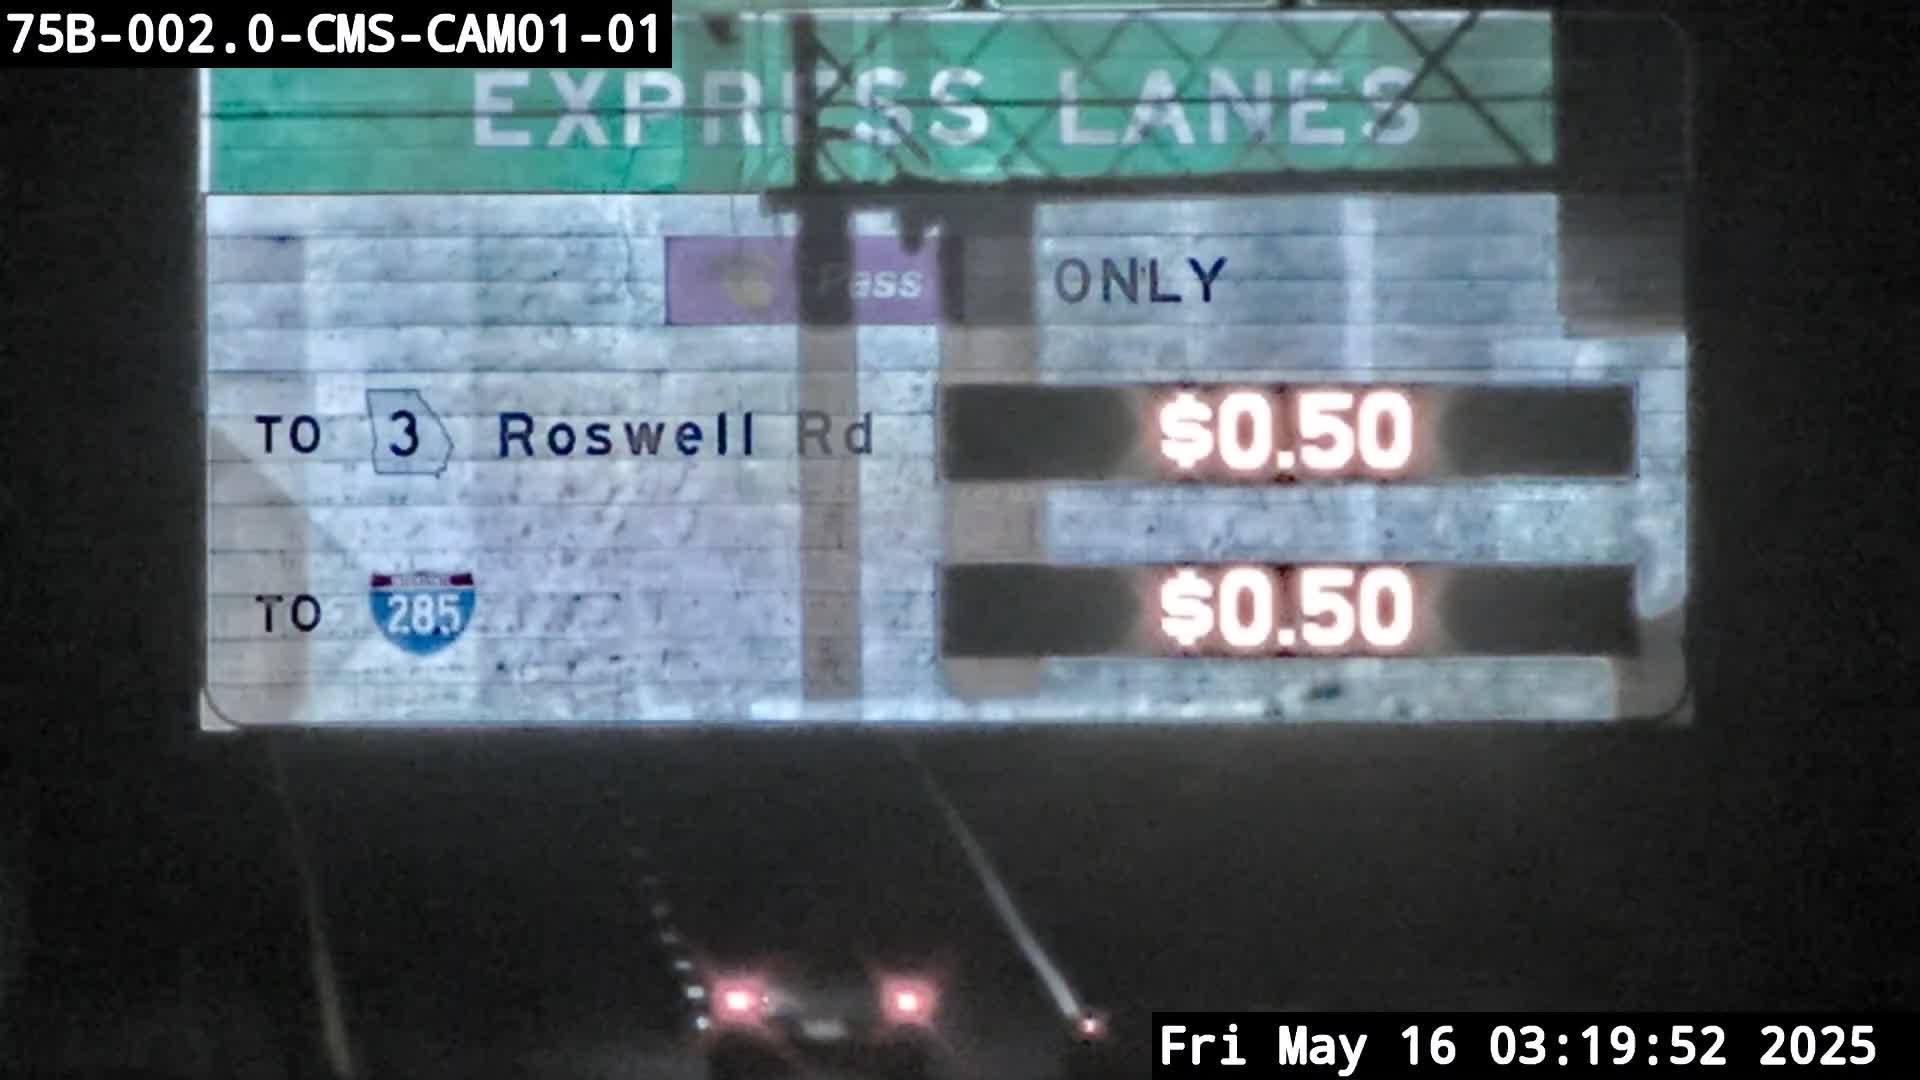 75B-002.0-CMS-CAM01-01
EXPRESS LANES
Pass ONLY
TO 3 Roswell Rd $0.50
TO 285 $0.50
Fri May 16 03:19:52 2025